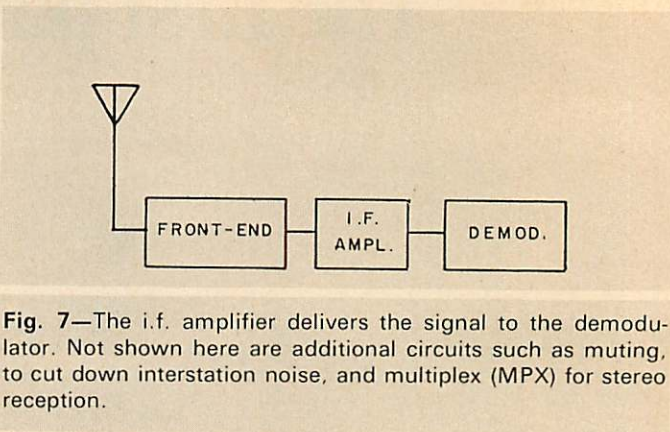 FRONT-END
I.F.
AMPL.
DEMOD.
Fig. 7—The i.f. amplifier delivers the signal to the demodu-
lator. Not shown here are additional circuits such as muting,
to cut down interstation noise, and multiplex (MPX) for stereo
reception.